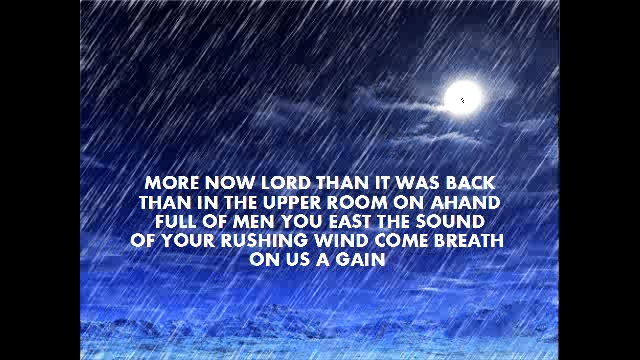 MORE NOW LORD THAN IT WAS BACK
THAN IN THE UPPER ROOM ON AHAND
FULL OF MEN YOU EAST THE SOUND
OF YOUR RUSHING WIND COME BREATH
ON US A GAIN